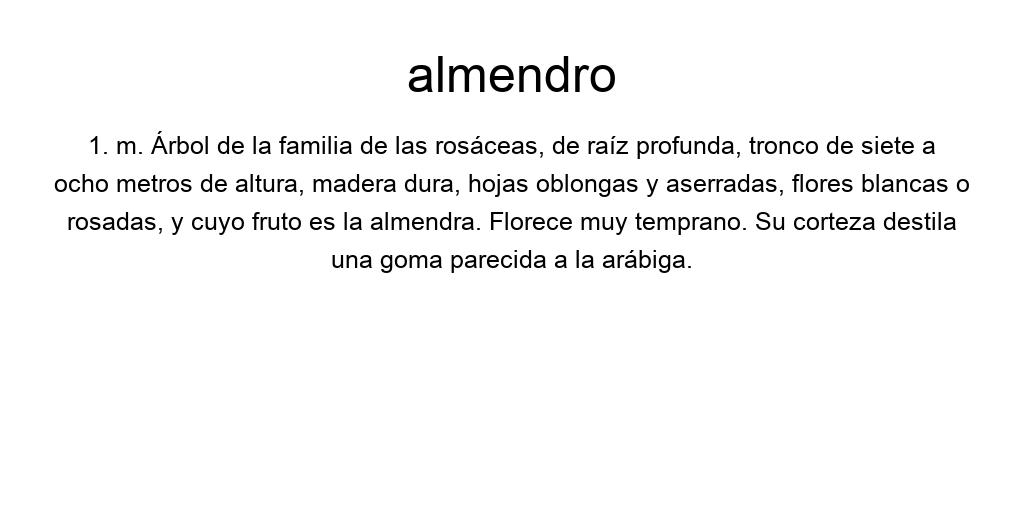 almendro
1. m. Árbol de la familia de las rosáceas, de raíz profunda, tronco de siete a
ocho metros de altura, madera dura, hojas oblongas y aserradas, flores blancas o
rosadas, y cuyo fruto es la almendra. Florece muy temprano. Su corteza destila
una goma parecida a la arábiga.